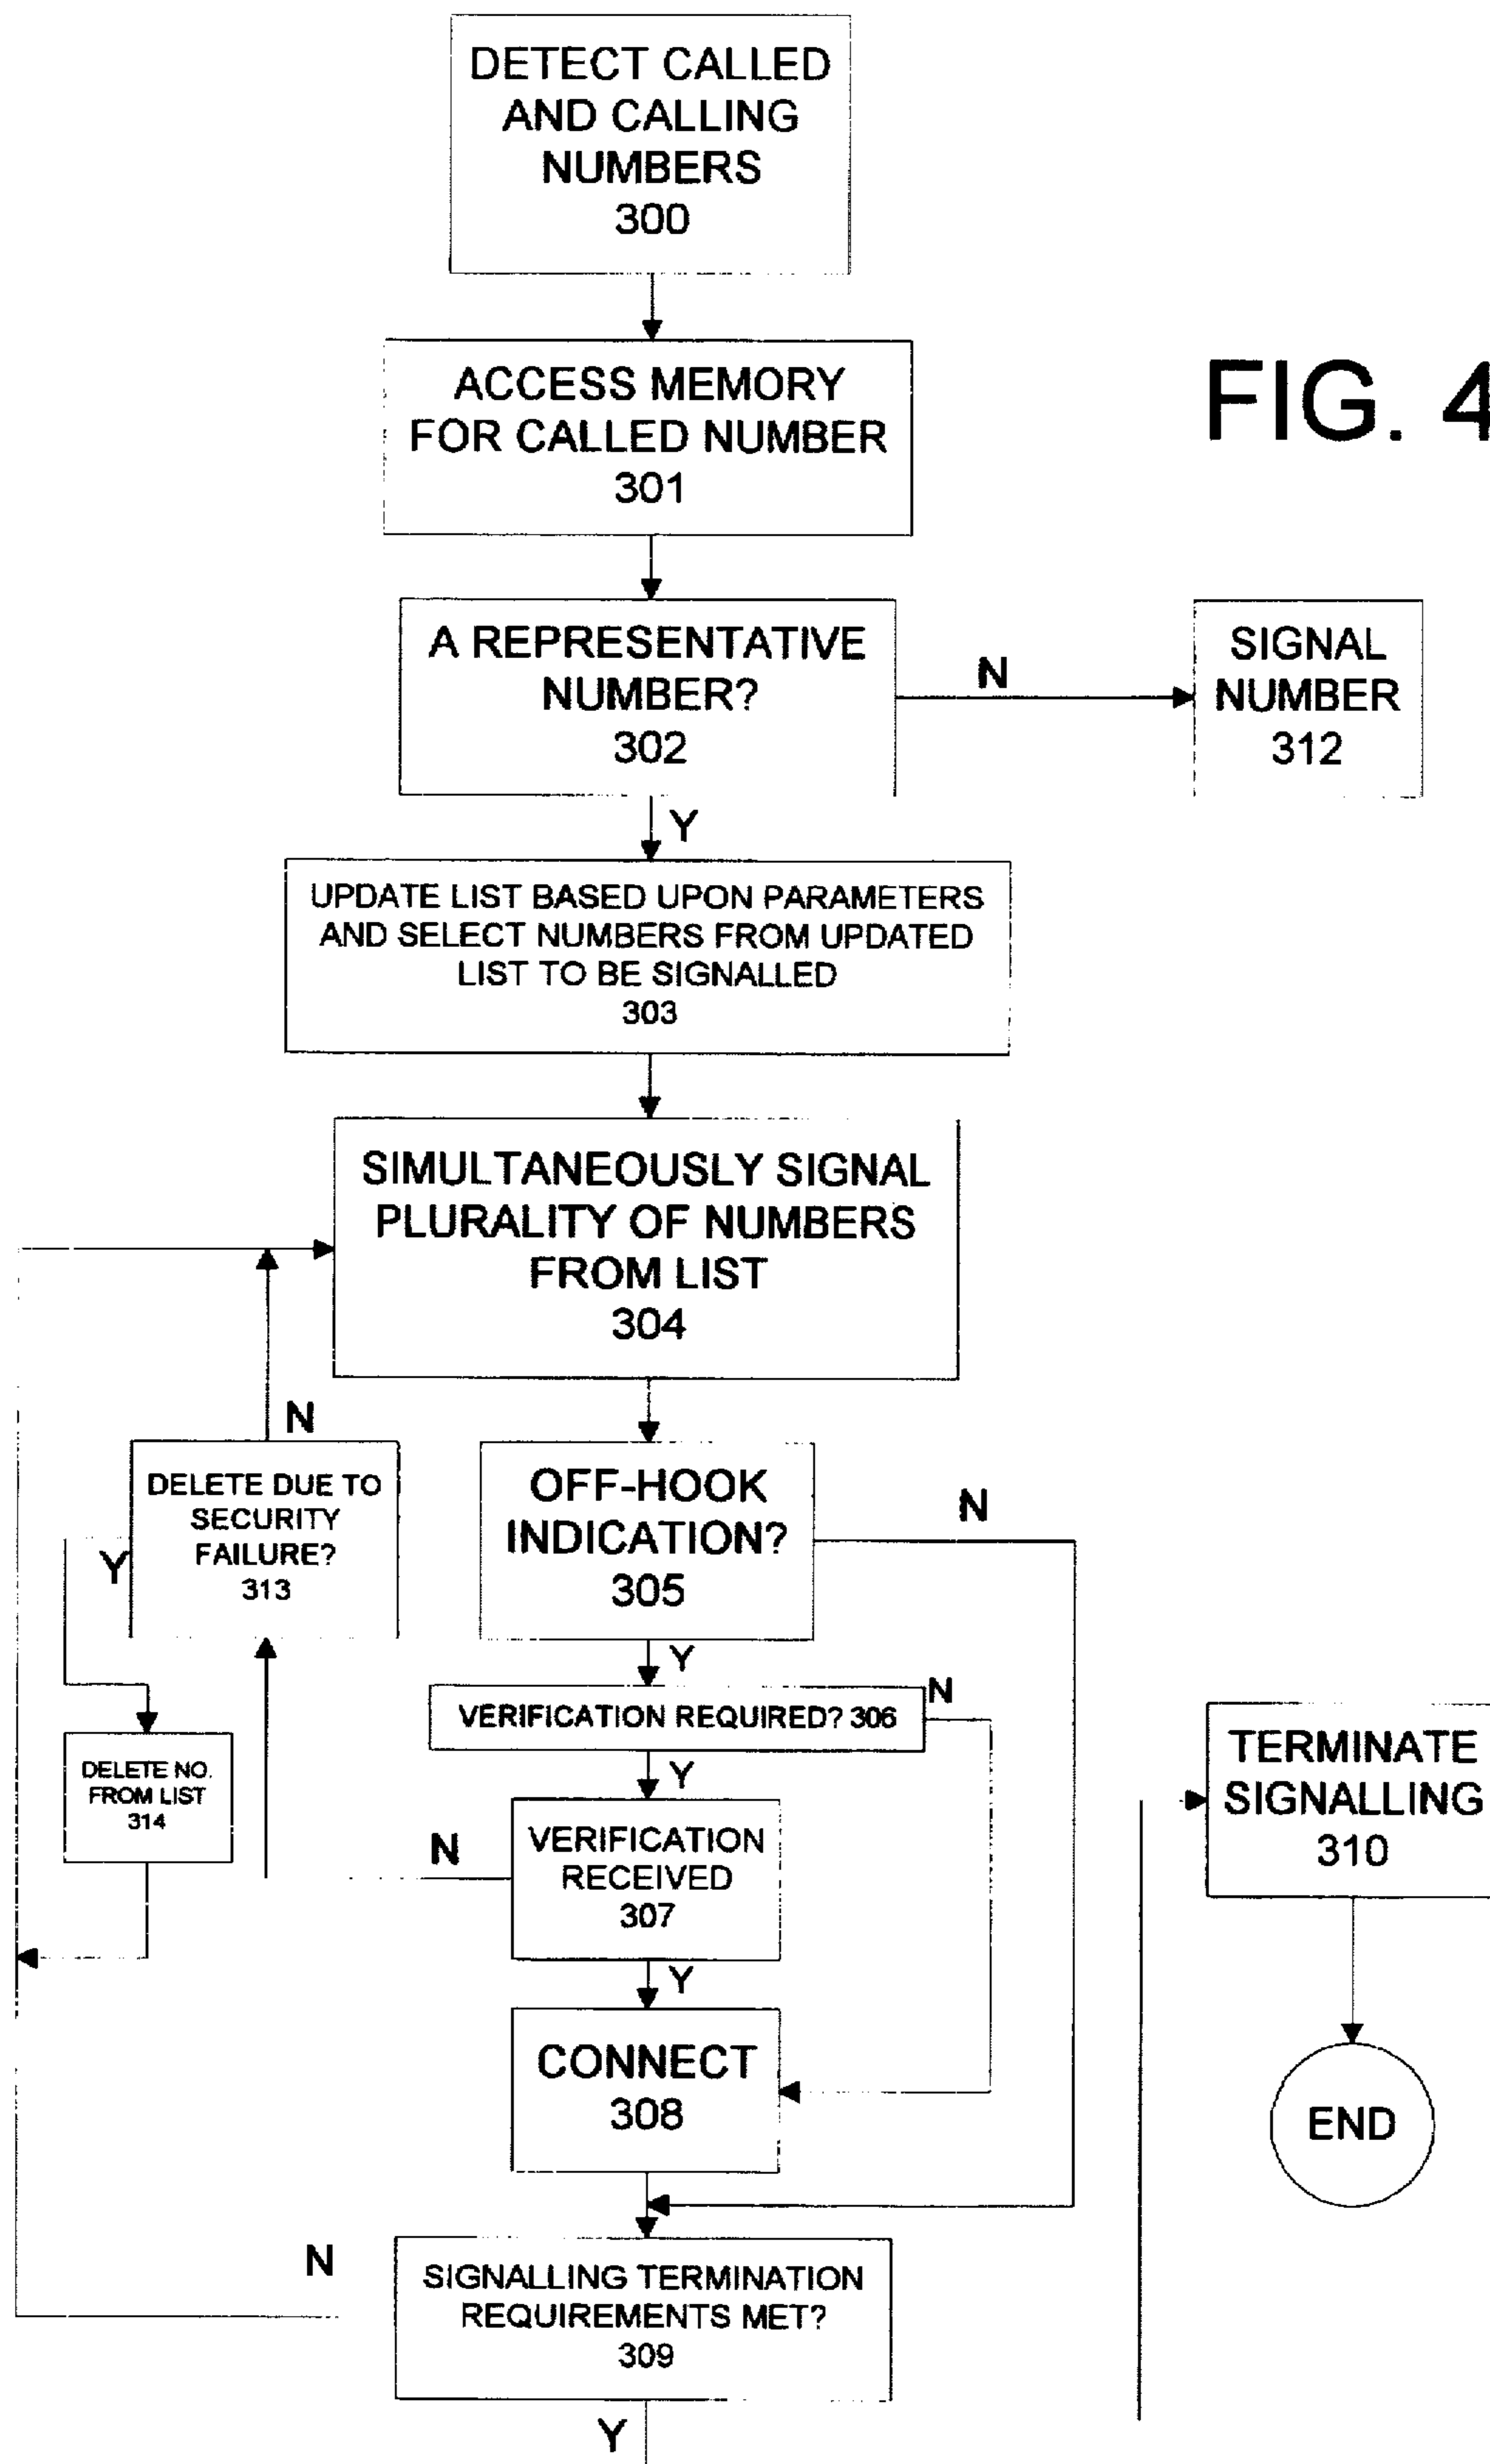 DETECT CALLED
AND CALLING
NUMBERS
300
FIG. 4
ACCESS MEMORY
FOR CALLED NUMBER
301
A REPRESENTATIVE
NUMBER?
302
N
SIGNAL
NUMBER
312
Y
UPDATE LIST BASED UPON PARAMETERS
AND SELECT NUMBERS FROM UPDATED
LIST TO BE SIGNALLED
303
SIMULTANEOUSLY SIGNAL
PLURALITY OF NUMBERS
FROM LIST
304
N
DELETE DUE TO
SECURITY
FAILURE?
313
Y
OFF-HOOK
INDICATION?
305
N
Y
VERIFICATION REQUIRED? 306
N
Y
DELETE NO.
FROM LIST
314
VERIFICATION
RECEIVED
307
N
Y
TERMINATE
SIGNALLING
310
CONNECT
308
END
N
SIGNALLING TERMINATION
REQUIREMENTS MET?
309
Y